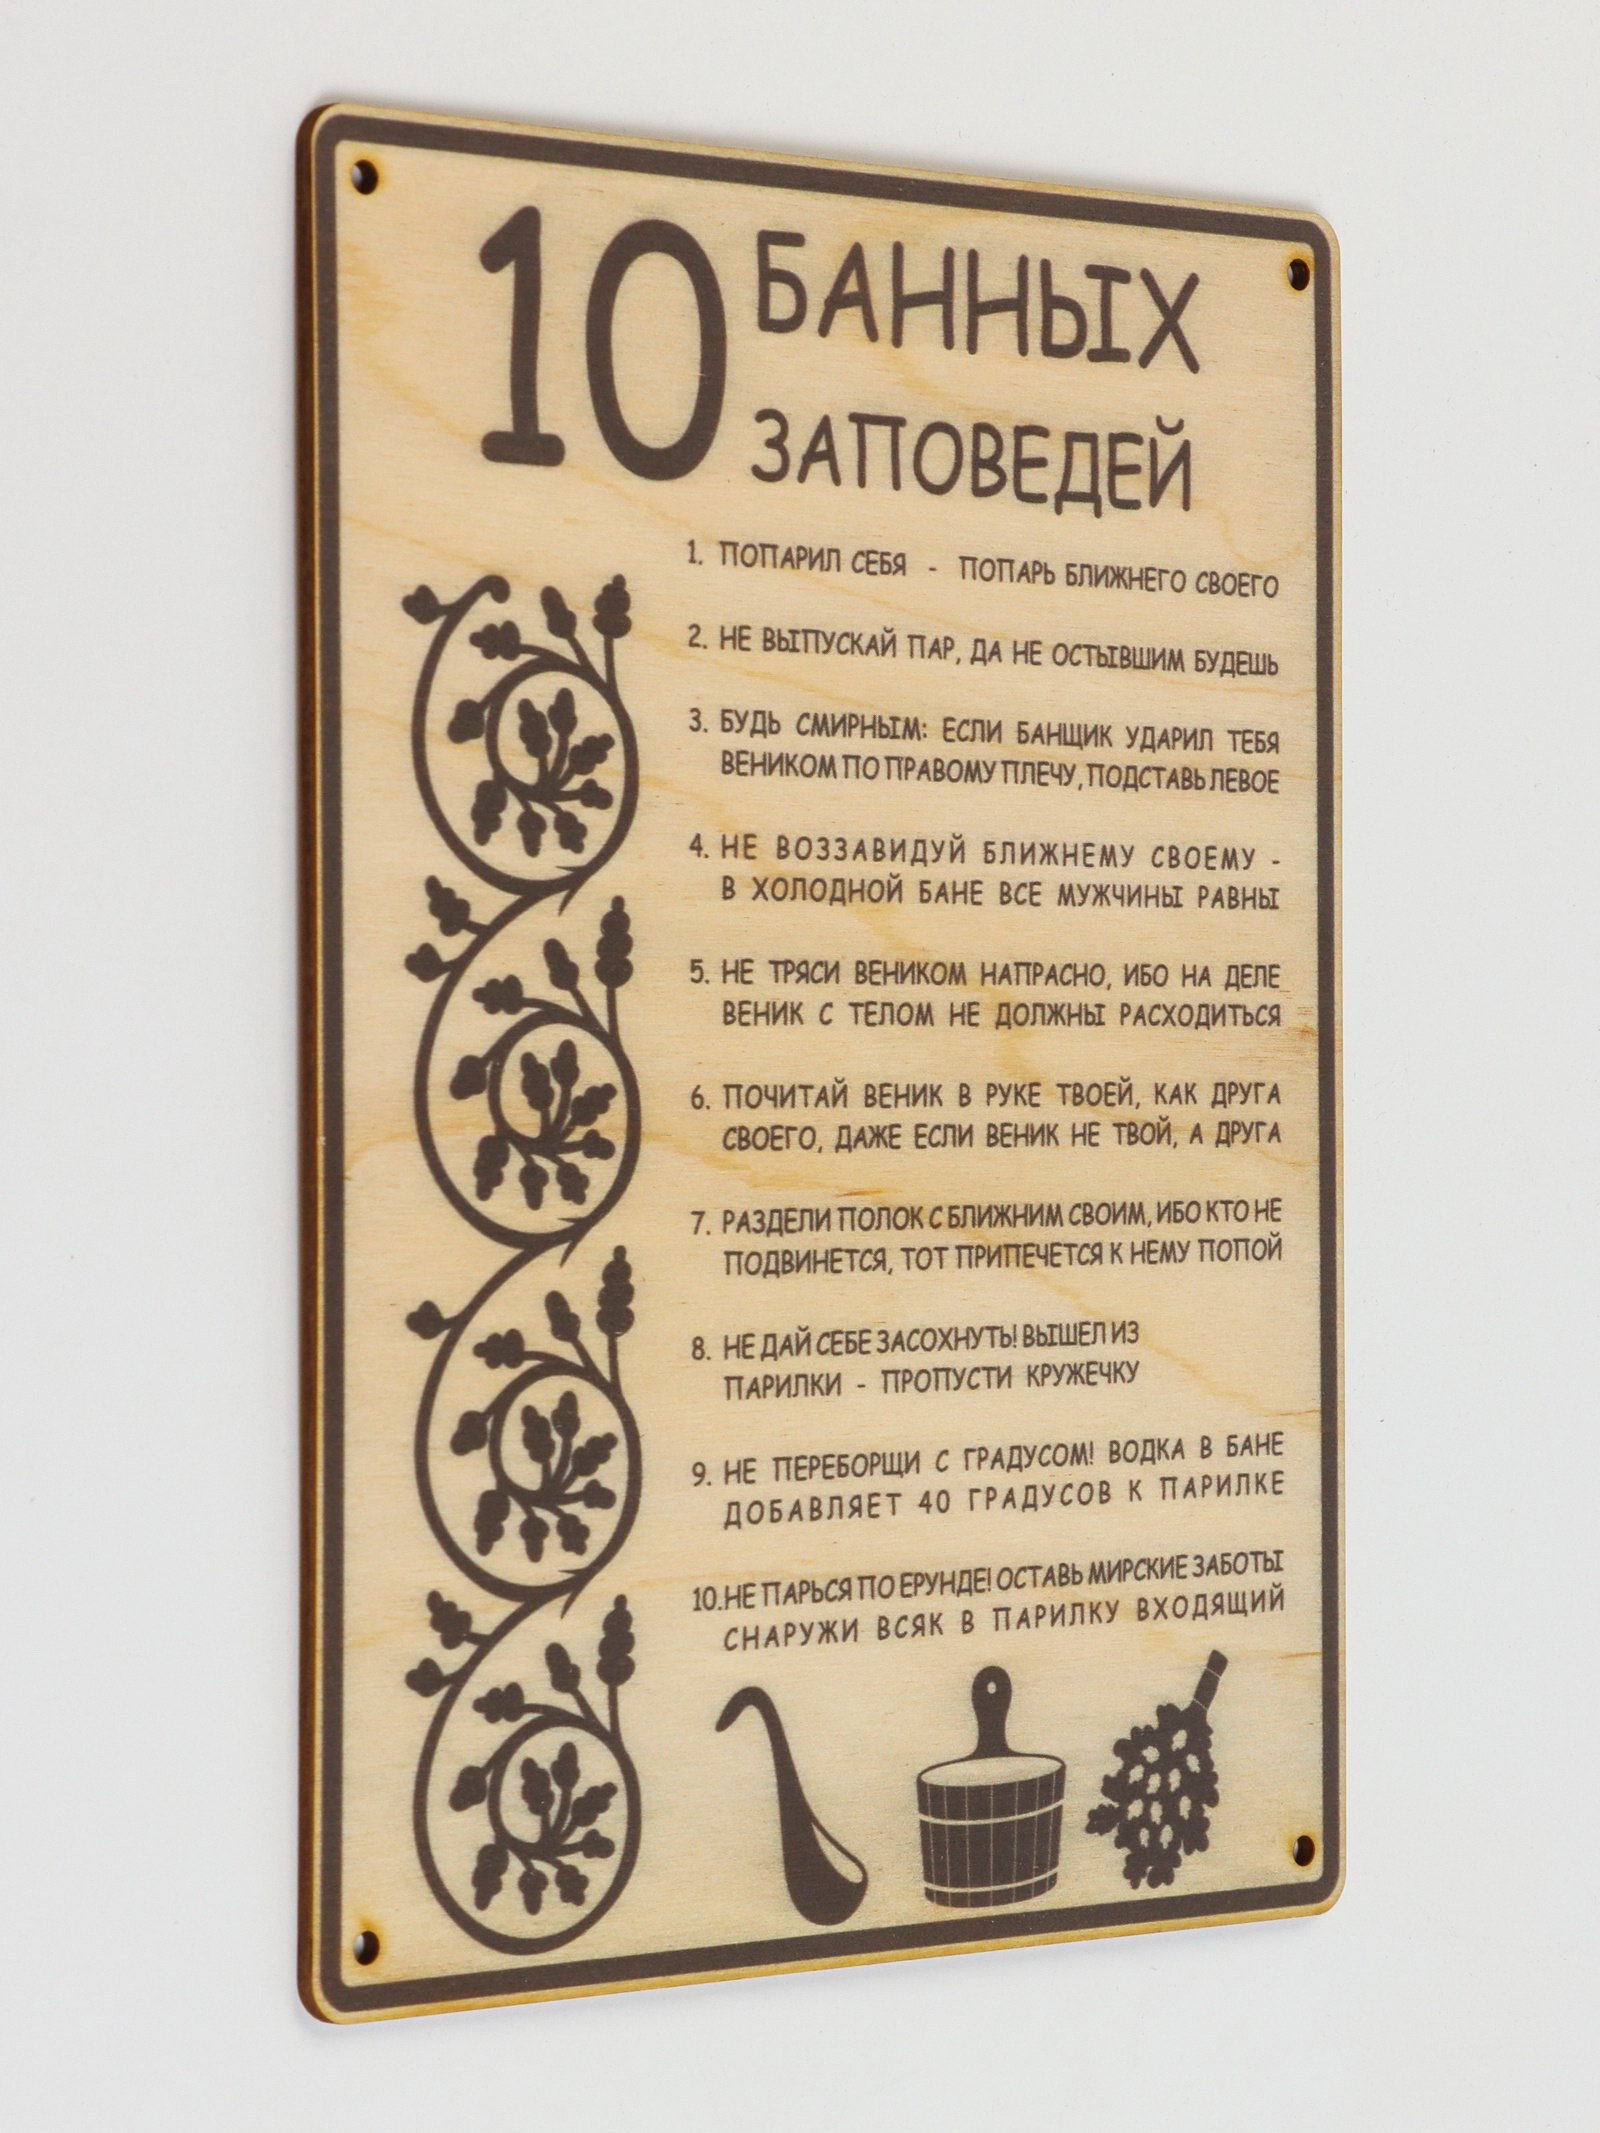 10 БАННЫХ
ЗАПОВЕДЕЙ
1. ПОПАРИЛ СЕБЯ - ПОПАРЬ БЛИЖНЕГО СВОЕГО
2. НЕ ВЫПУСКАЙ ПАР, ДА НЕ ОСТЫВШИМ БУДЕШЬ
3. БУДЬ СМИРНЫМ: ЕСЛИ БАНЩИК УДАРИЛ ТЕБЯ
ВЕНИКОМ ПО ПРАВОМУ ПЛЕЧУ, ПОДСТАВЬ ЛЕВОЕ
4. НЕ ВОЗЗАВИДУЙ БЛИЖНЕМУ СВОЕМУ -
В ХОЛОДНОЙ БАНЕ ВСЕ МУЖЧИНЫ РАВНЫ
5. НЕ ТРЯСИ ВЕНИКОМ НАПРАСНО, ИБО НА ДЕЛЕ
ВЕНИК С ТЕЛОМ НЕ ДОЛЖНЫ РАСХОДИТЬСЯ
6. ПОЧИТАЙ ВЕНИК В РУКЕ ТВОЕЙ, КАК ДРУГА
СВОЕГО, ДАЖЕ ЕСЛИ ВЕНИК НЕ ТВОЙ, А ДРУГА
7. РАЗДЕЛИ ПОЛОК С БЛИЖНИМ СВОИМ, ИБО КТО НЕ
ПОДВИНЕТСЯ, ТОТ ПРИПЕЧЕТСЯ К НЕМУ ПОПОЙ
8. НЕ ДАЙ СЕБЕ ЗАСОХНУТЬ! ВЫШЕЛ ИЗ
ПАРИЛКИ - ПРОПУСТИ КРУЖЕЧКУ
9. НЕ ПЕРЕБОРЩИ С ГРАДУСОМ! ВОДКА В БАНЕ
ДОБАВЛЯЕТ 40 ГРАДУСОВ К ПАРИЛКЕ
10.НЕ ПАРЬСЯ ПО ЕРУНДЕ! ОСТАВЬ МИРСКИЕ ЗАБОТЫ
СНАРУЖИ ВСЯК В ПАРИЛКУ ВХОДЯЩИЙ